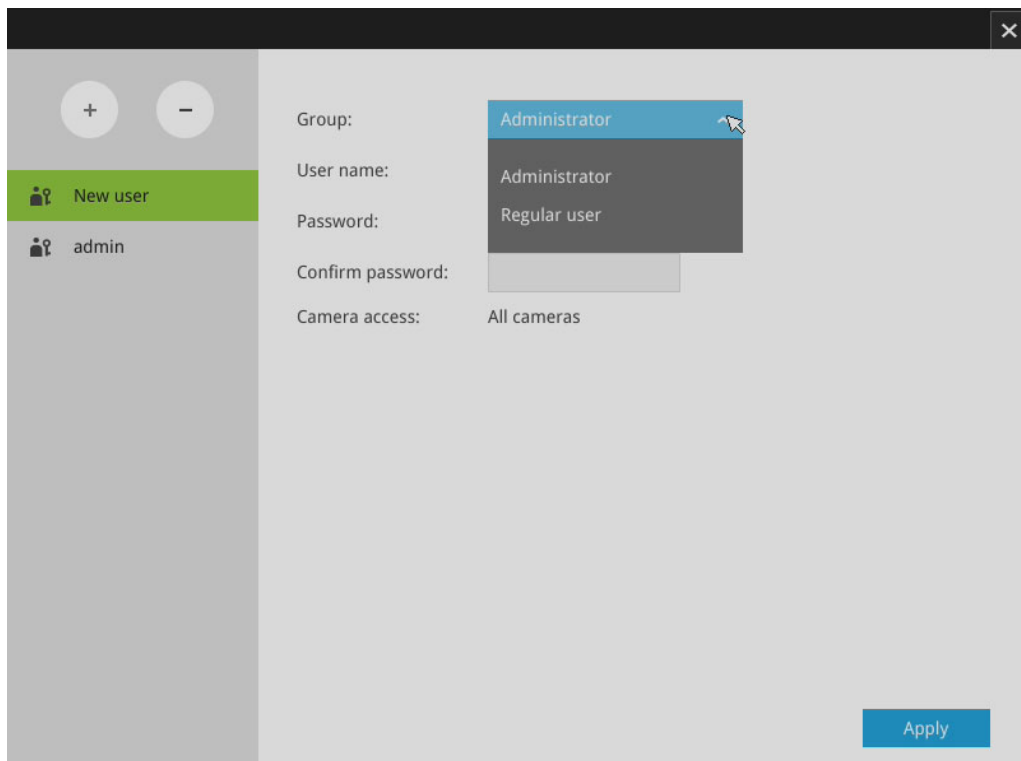 New user
admin
Group:
Administrator
Administrator
Regular user
User name:
Password:
Confirm password:
Camera access:
All cameras
Apply